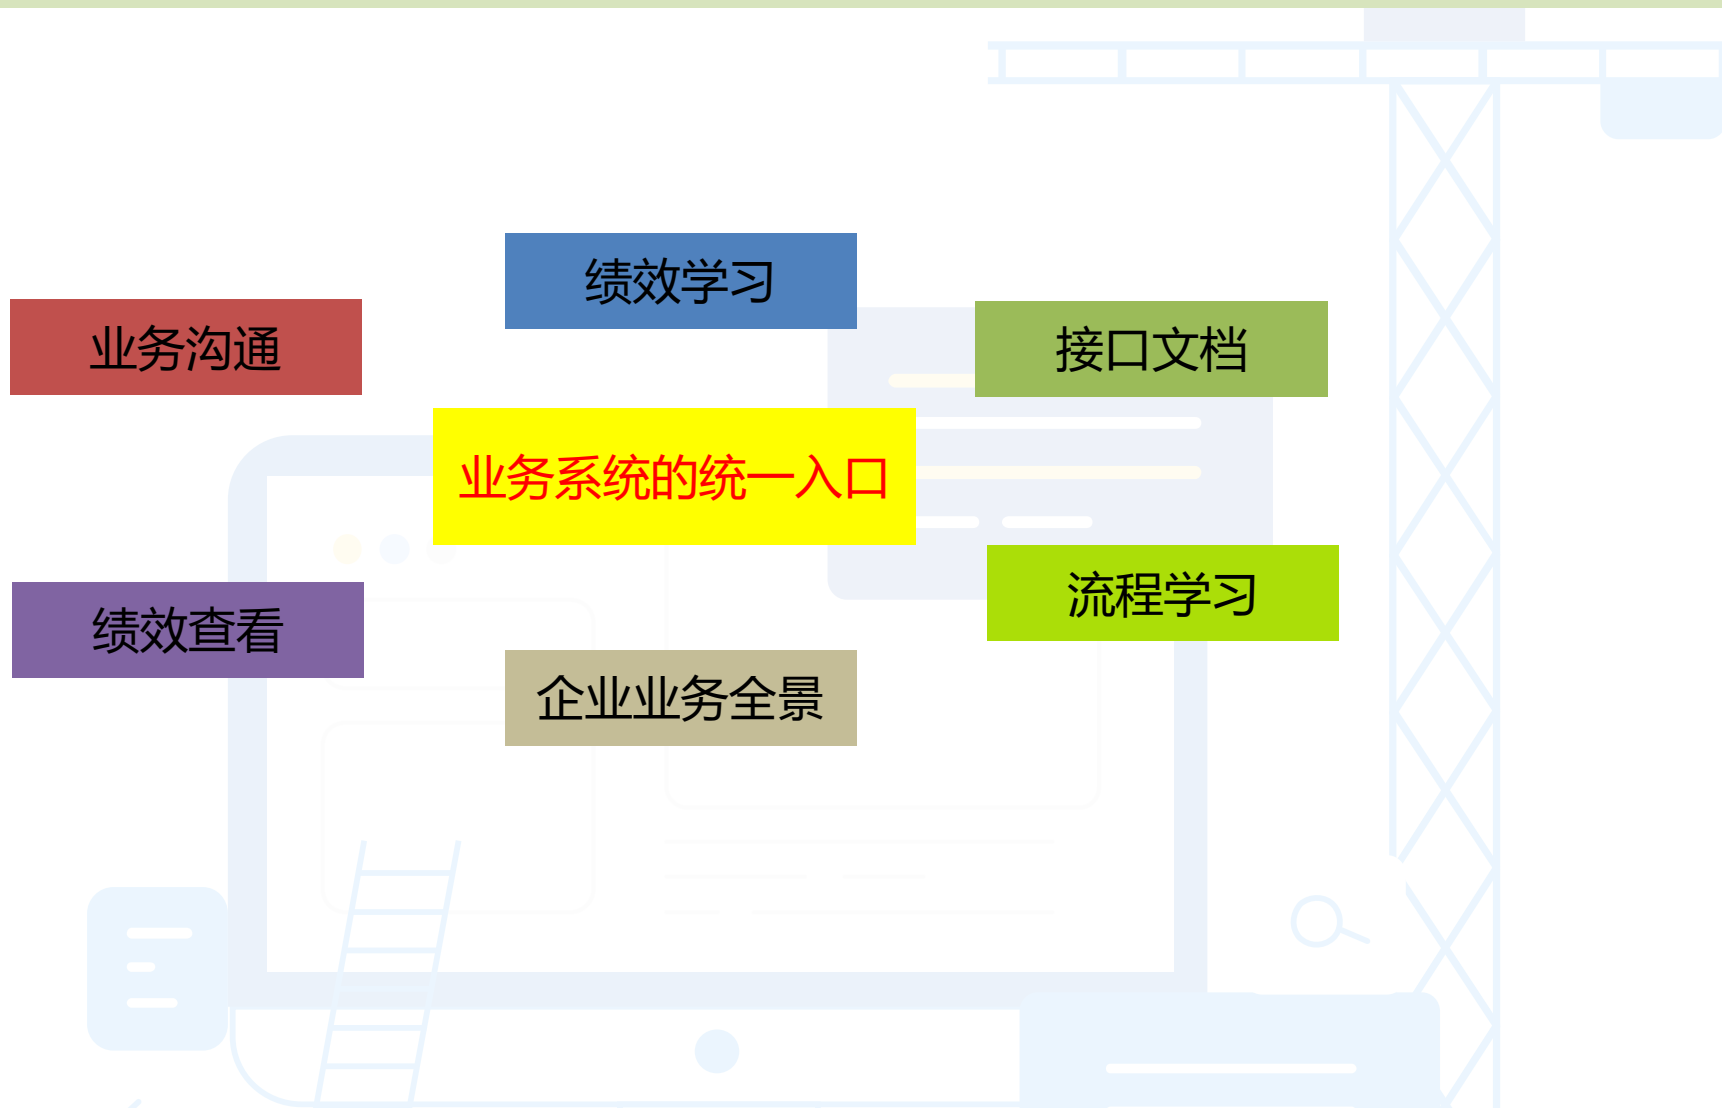 绩效学习
业务沟通
接口文档
业务系统的统一入口
流程学习
绩效查看
企业业务全景